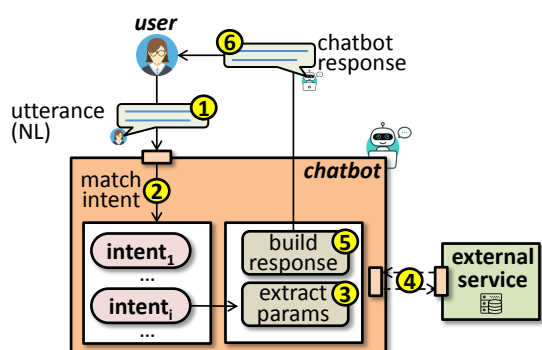 user
6
chatbot
response
utterance
(NL)
1
chatbot
match
intent
2
intent1
...
intenti
...
build
response
5
extract
params
3
4
external
service